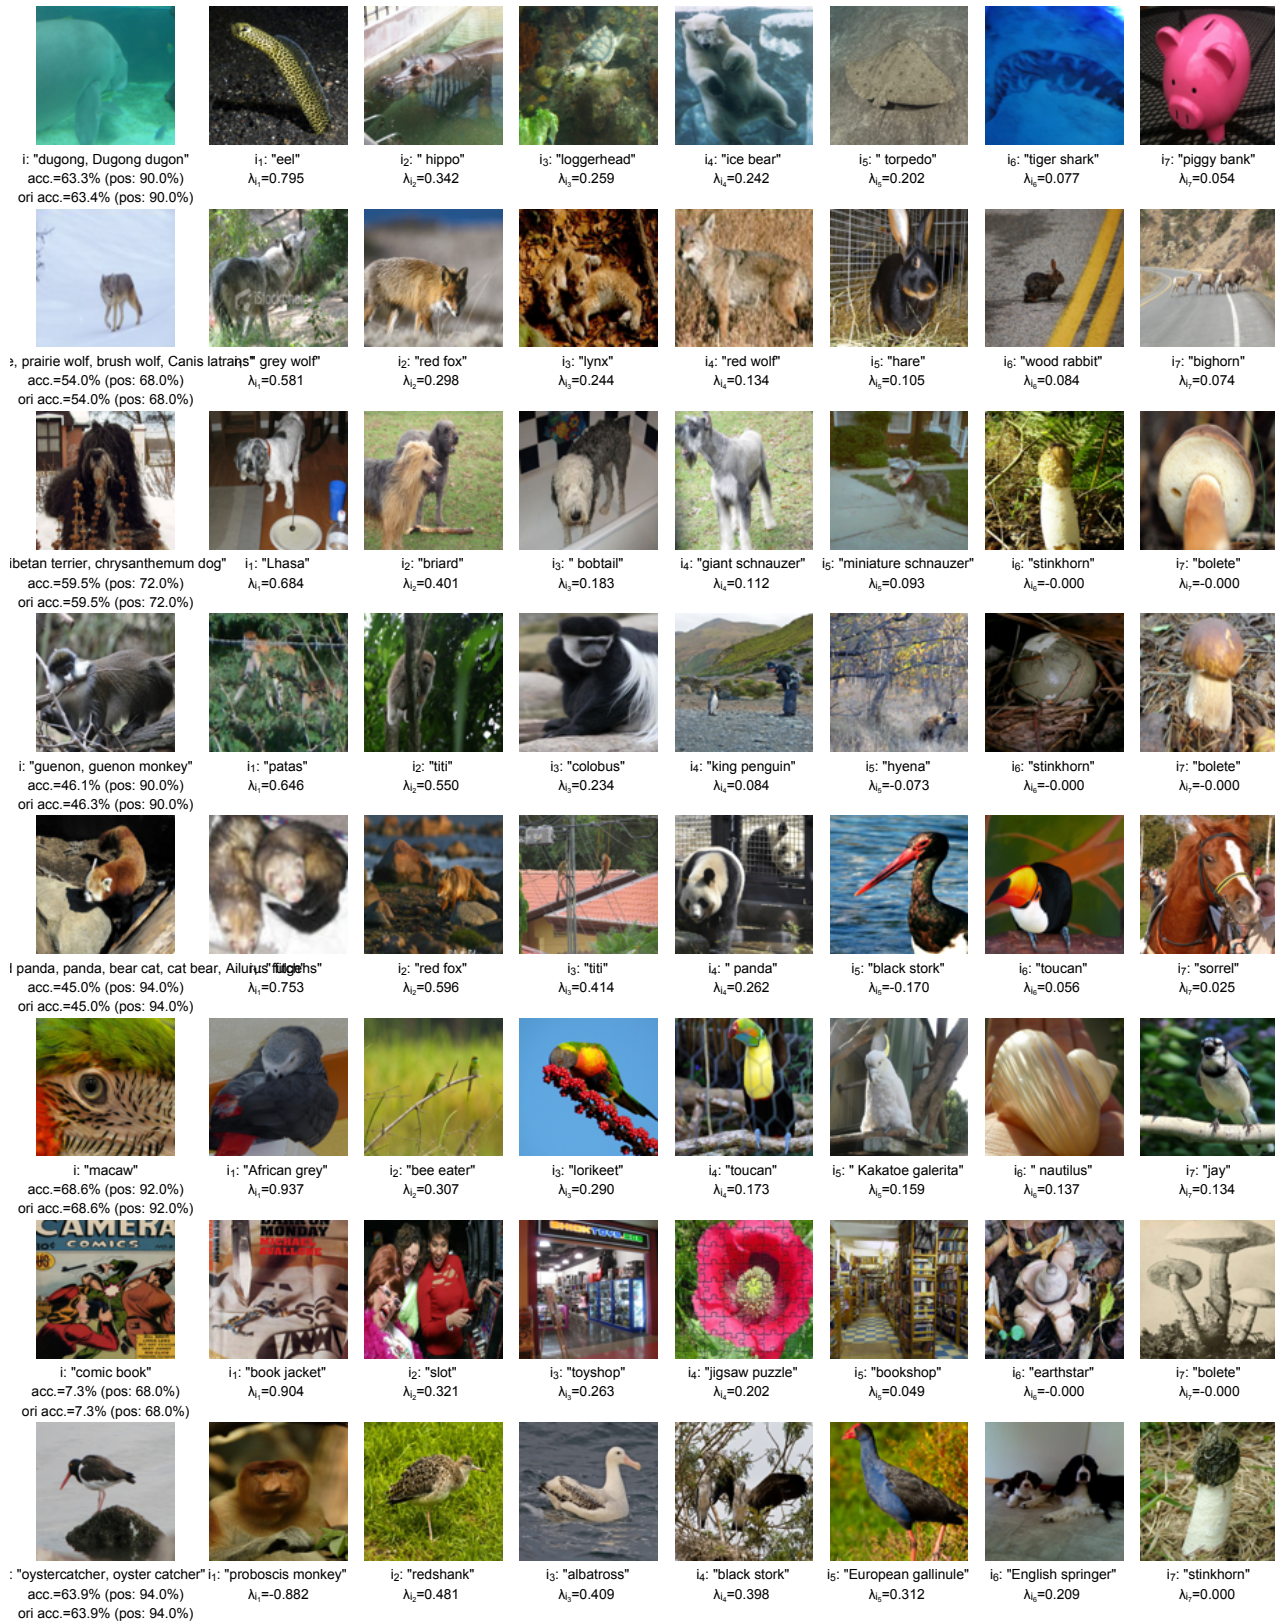 i: "dugong, Dugong dugon"
acc.=63.3% (pos: 90.0%)
ori acc.=63.4% (pos: 90.0%)
i₁: "eel"
λi₁=0.795
i₂: " hippo"
λi₂=0.342
i₃: "loggerhead"
λi₃=0.259
i₄: "ice bear"
λi₄=0.242
i₅: " torpedo"
λi₅=0.202
i₆: "tiger shark"
λi₆=0.077
i₇: "piggy bank"
λi₇=0.054
iStockphoto
e, prairie wolf, brush wolf, Canis latrans"
acc.=54.0% (pos: 68.0%)
ori acc.=54.0% (pos: 68.0%)
" grey wolf"
λi₁=0.581
i₂: "red fox"
λi₂=0.298
i₃: "lynx"
λi₃=0.244
i₄: "red wolf"
λi₄=0.134
i₅: "hare"
λi₅=0.105
i₆: "wood rabbit"
λi₆=0.084
i₇: "bighorn"
λi₇=0.074
ibetan terrier, chrysanthemum dog"
acc.=59.5% (pos: 72.0%)
ori acc.=59.5% (pos: 72.0%)
i₁: "Lhasa"
λi₁=0.684
i₂: "briard"
λi₂=0.401
i₃: " bobtail"
λi₃=0.183
i₄: "giant schnauzer"
λi₄=0.112
i₅: "miniature schnauzer"
λi₅=0.093
i₆: "stinkhorn"
λi₆=-0.000
i₇: "bolete"
λi₇=-0.000
i: "guenon, guenon monkey"
acc.=46.1% (pos: 90.0%)
ori acc.=46.3% (pos: 90.0%)
i₁: "patas"
λi₁=0.646
i₂: "titi"
λi₂=0.550
i₃: "colobus"
λi₃=0.234
i₄: "king penguin"
λi₄=0.084
i₅: "hyena"
λi₅=-0.073
i₆: "stinkhorn"
λi₆=-0.000
i₇: "bolete"
λi₇=-0.000
l panda, panda, bear cat, cat bear, Ailurus fulgens"
acc.=45.0% (pos: 94.0%)
ori acc.=45.0% (pos: 94.0%)
λi₁=0.753
i₂: "red fox"
λi₂=0.596
i₃: "titi"
λi₃=0.414
i₄: " panda"
λi₄=0.262
i₅: "black stork"
λi₅=-0.170
i₆: "toucan"
λi₆=0.056
i₇: "sorrel"
λi₇=0.025
i: "macaw"
acc.=68.6% (pos: 92.0%)
ori acc.=68.6% (pos: 92.0%)
i₁: "African grey"
λi₁=0.937
i₂: "bee eater"
λi₂=0.307
i₃: "lorikeet"
λi₃=0.290
i₄: "toucan"
λi₄=0.173
i₅: " Kakatoe galerita"
λi₅=0.159
i₆: " nautilus"
λi₆=0.137
i₇: "jay"
λi₇=0.134
CAMERA
COMICS
MONDAY
MICHAEL
AVALLONE
i: "comic book"
acc.=7.3% (pos: 68.0%)
ori acc.=7.3% (pos: 68.0%)
i₁: "book jacket"
λi₁=0.904
i₂: "slot"
λi₂=0.321
i₃: "toyshop"
λi₃=0.263
i₄: "jigsaw puzzle"
λi₄=0.202
i₅: "bookshop"
λi₅=0.049
i₆: "earthstar"
λi₆=-0.000
i₇: "bolete"
λi₇=-0.000
: "oystercatcher, oyster catcher"
acc.=63.9% (pos: 94.0%)
ori acc.=63.9% (pos: 94.0%)
i₁: "proboscis monkey"
λi₁=-0.882
i₂: "redshank"
λi₂=0.481
i₃: "albatross"
λi₃=0.409
i₄: "black stork"
λi₄=0.398
i₅: "European gallinule"
λi₅=0.312
i₆: "English springer"
λi₆=0.209
i₇: "stinkhorn"
λi₇=0.000